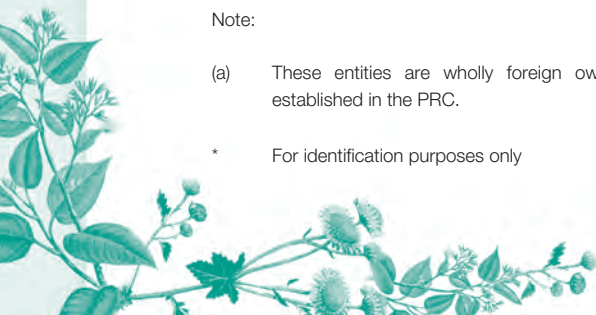 Note:
(a) These entities are wholly foreign
established in the PRC.
* For identification purposes only